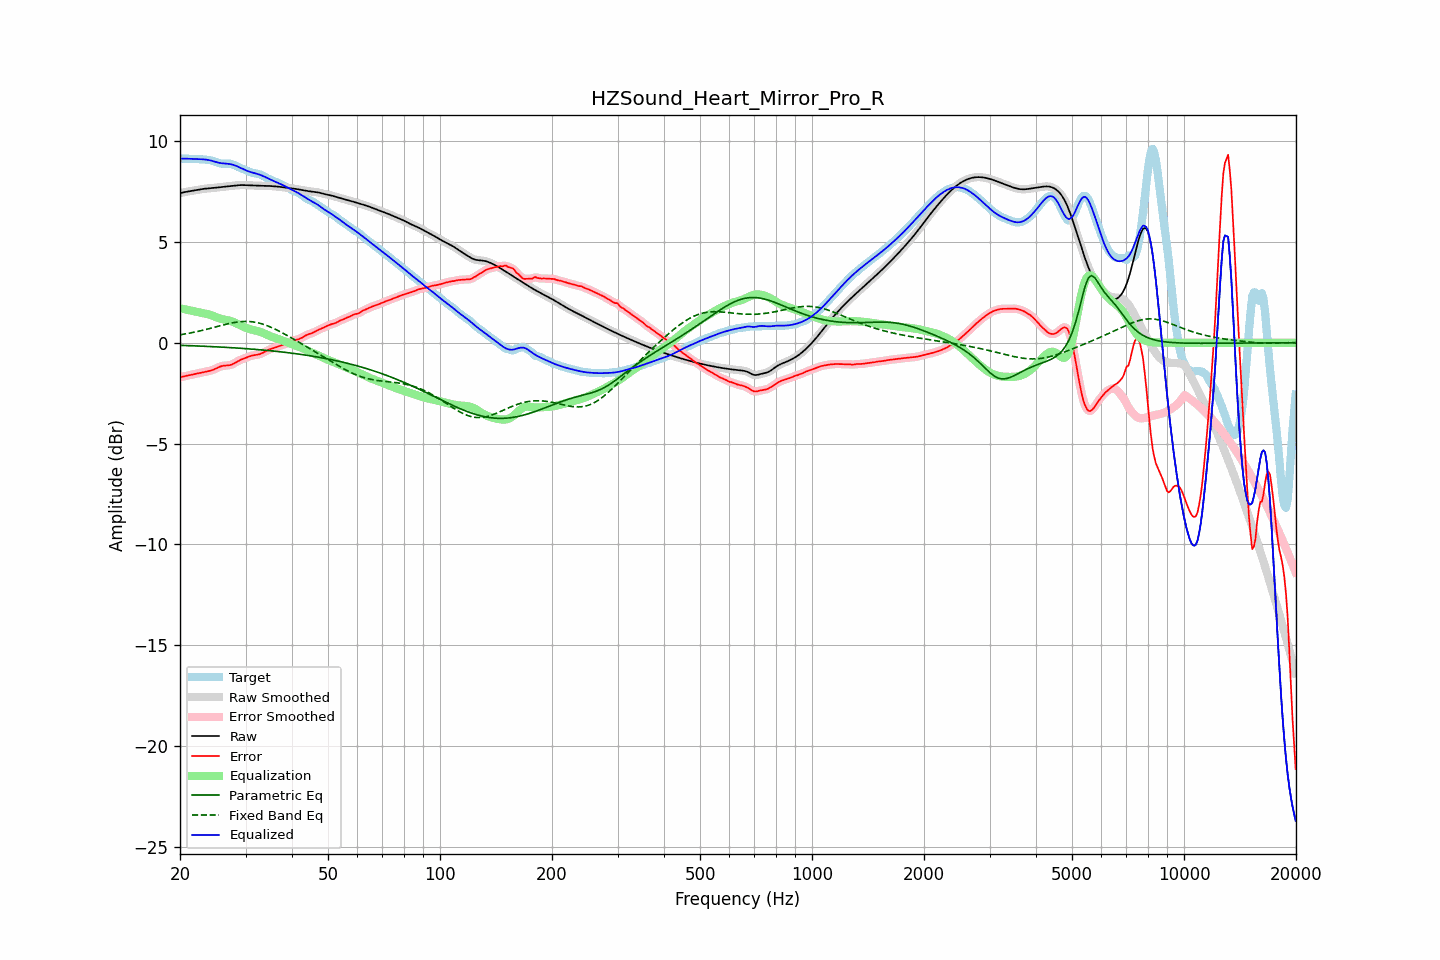 HZSound_Heart_Mirror_Pro_R
10
5
0
−5
−10
−15
−20
−25
Amplitude (dBr)
Target
Raw Smoothed
Error Smoothed
Raw
Error
Equalization
Parametric Eq
Fixed Band Eq
Equalized
20 50 100 200 500 1000 2000 5000 10000 20000
Frequency (Hz)